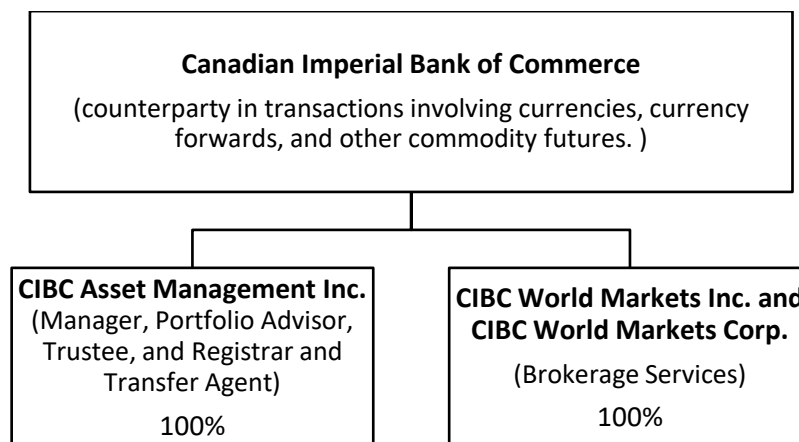 Canadian Imperial Bank of Commerce
(counterparty in transactions involving currencies, currency
forwards, and other commodity futures. )
CIBC Asset Management Inc.
(Manager, Portfolio Advisor,
Trustee, and Registrar and
Transfer Agent)
100%
CIBC World Markets Inc. and
CIBC World Markets Corp.
(Brokerage Services)
100%